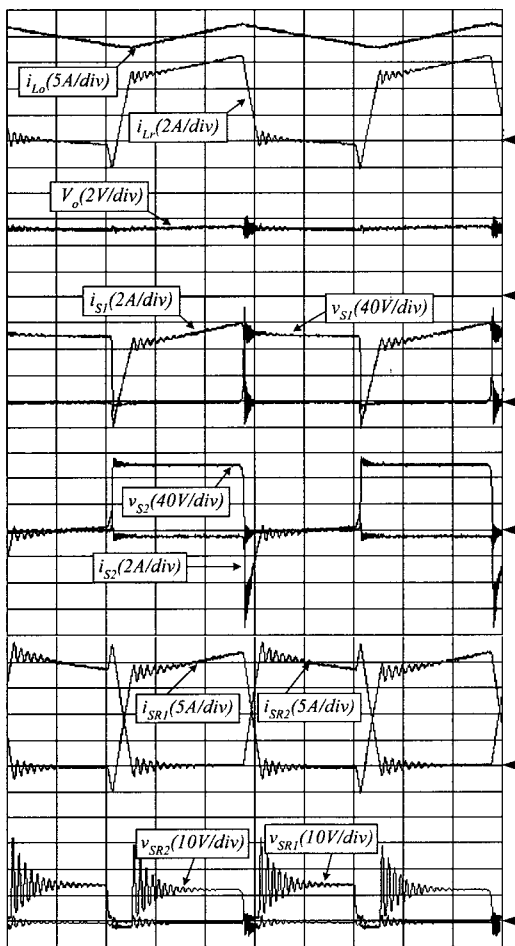 i_Lo(5A/div)
i_Lr(2A/div)
V_o(2V/div)
i_S1(2A/div)
v_S1(40V/div)
v_S2(40V/div)
i_S2(2A/div)
i_SR1(5A/div)
i_SR2(5A/div)
v_SR2(10V/div)
v_SR1(10V/div)